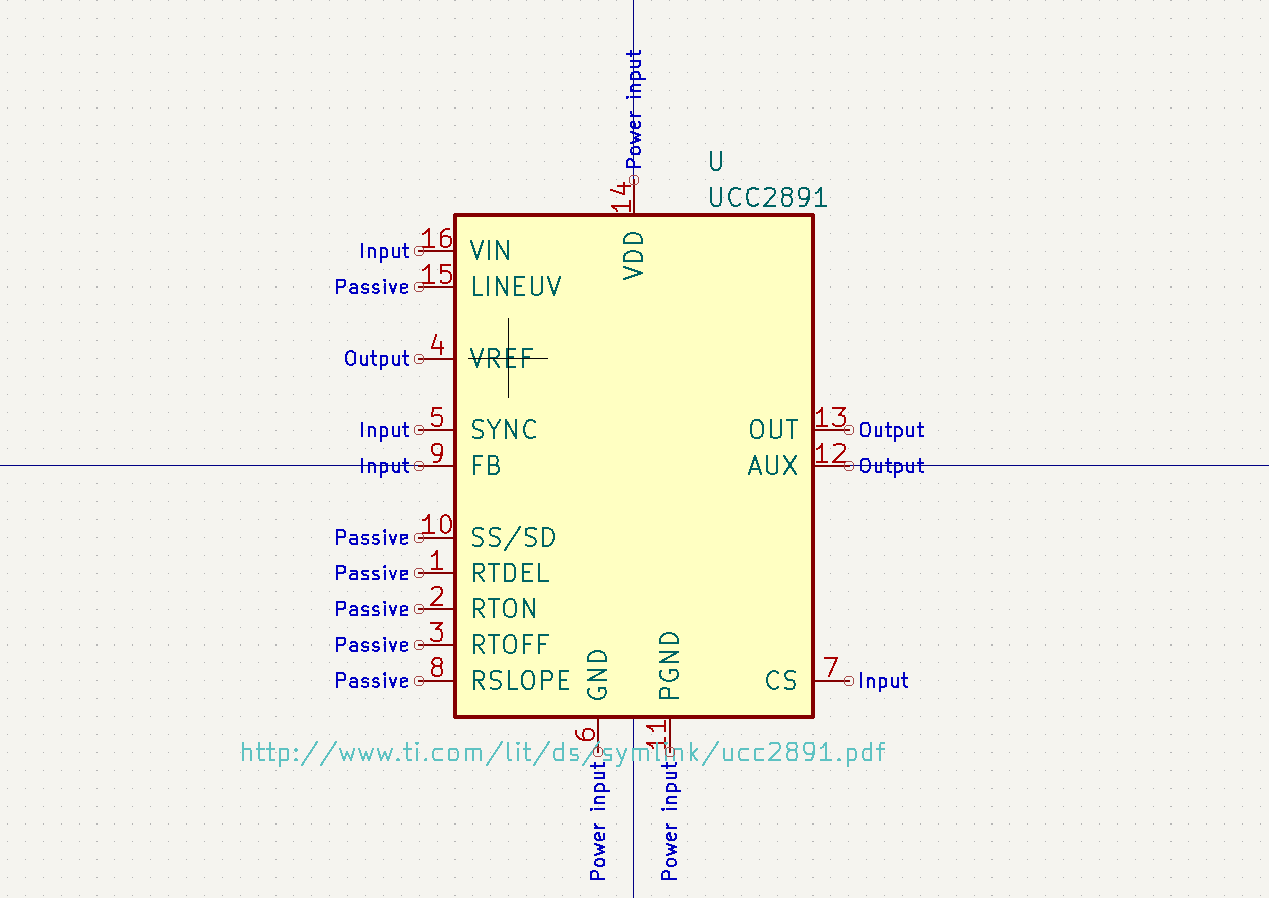 Power input
U
14
UCC2891
Input 16 VIN
VDD
Passive 15 LINEUV
Output 4 VREF
Input 5 SYNC OUT 13 Output
Input 9 FB AUX 12 Output
Passive 10 SS/SD
Passive 1 RTDEL
Passive 2 RTON
Passive 3 RTOFF
Passive 8 RSLOPE GND PGND CS 7 Input
6 11
http://www.ti.com/lit/ds/symlink/ucc2891.pdf
Power input Power input